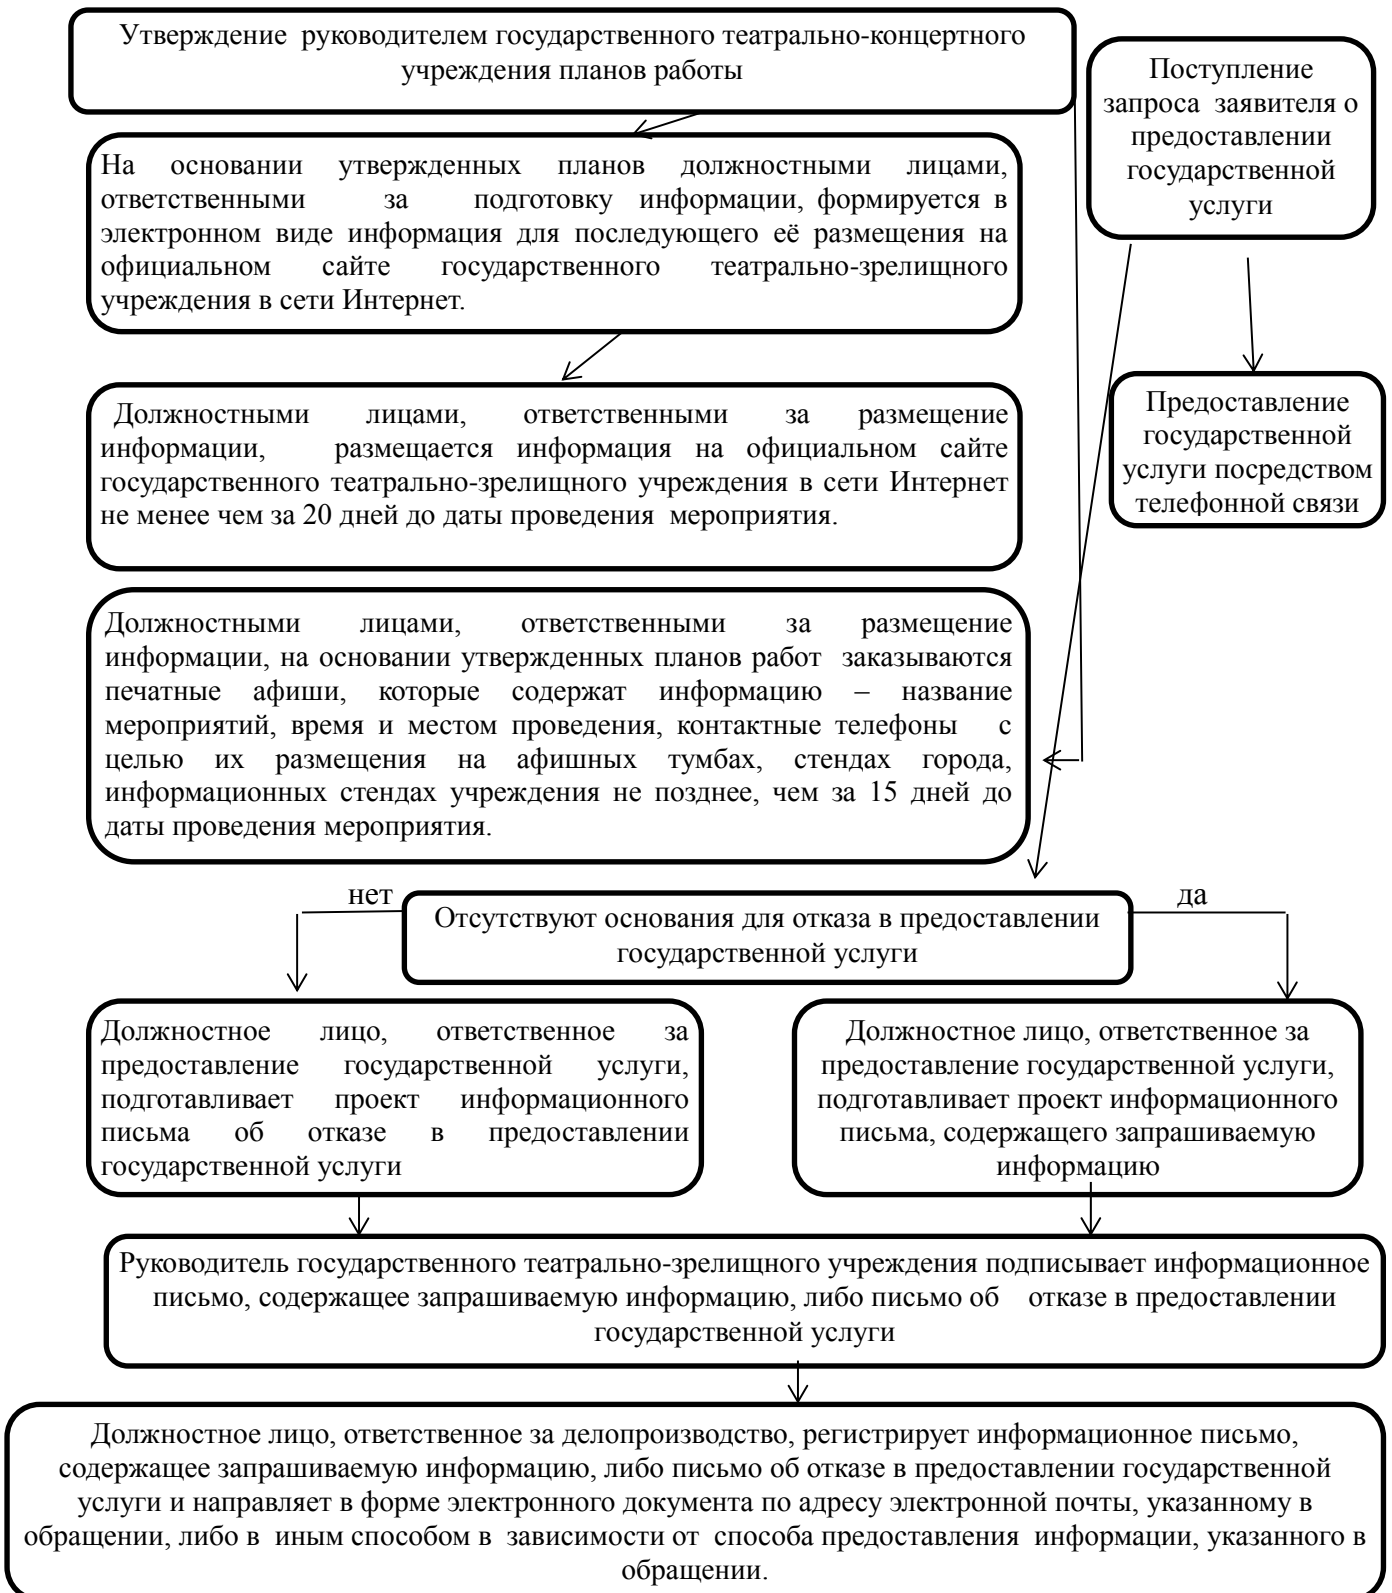 Утверждение руководителем государственного театрально-концертного
учреждения планов работы
Поступление
запроса заявителя о
предоставлении
государственной
услуги
На основании утвержденных планов должностными лицами,
ответственными за подготовку информации, формируется в
электронном виде информация для последующего её размещения на
официальном сайте государственного театрально-зрелищного
учреждения в сети Интернет.
Должностными лицами, ответственными за размещение
информации, размещается информация на официальном сайте
государственного театрально-зрелищного учреждения в сети Интернет
не менее чем за 20 дней до даты проведения мероприятия.
Предоставление
государственной
услуги посредством
телефонной связи
Должностными лицами, ответственными за размещение
информации, на основании утвержденных планов работ заказываются
печатные афиши, которые содержат информацию – название
мероприятий, время и местом проведения, контактные телефоны с
целью их размещения на афишных тумбах, стендах города,
информационных стендах учреждения не позднее, чем за 15 дней до
даты проведения мероприятия.
нет
да
Отсутствуют основания для отказа в предоставлении
государственной услуги
Должностное лицо, ответственное за
предоставление государственной услуги,
подготавливает проект информационного
письма об отказе в предоставлении
государственной услуги
Должностное лицо, ответственное за
предоставление государственной услуги,
подготавливает проект информационного
письма, содержащего запрашиваемую
информацию
Руководитель государственного театрально-зрелищного учреждения подписывает информационное
письмо, содержащее запрашиваемую информацию, либо письмо об отказе в предоставлении
государственной услуги
Должностное лицо, ответственное за делопроизводство, регистрирует информационное письмо,
содержащее запрашиваемую информацию, либо письмо об отказе в предоставлении государственной
услуги и направляет в форме электронного документа по адресу электронной почты, указанному в
обращении, либо в иным способом в зависимости от способа предоставления информации, указанного в
обращении.